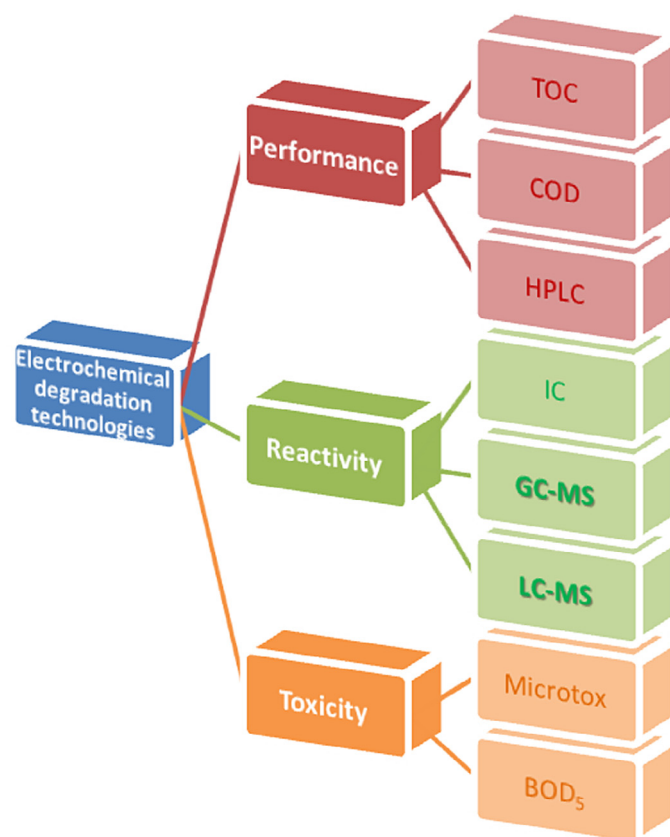 Electrochemical
degradation
technologies
Performance
TOC
COD
HPLC
Reactivity
IC
GC-MS
LC-MS
Toxicity
Microtox
BOD₅